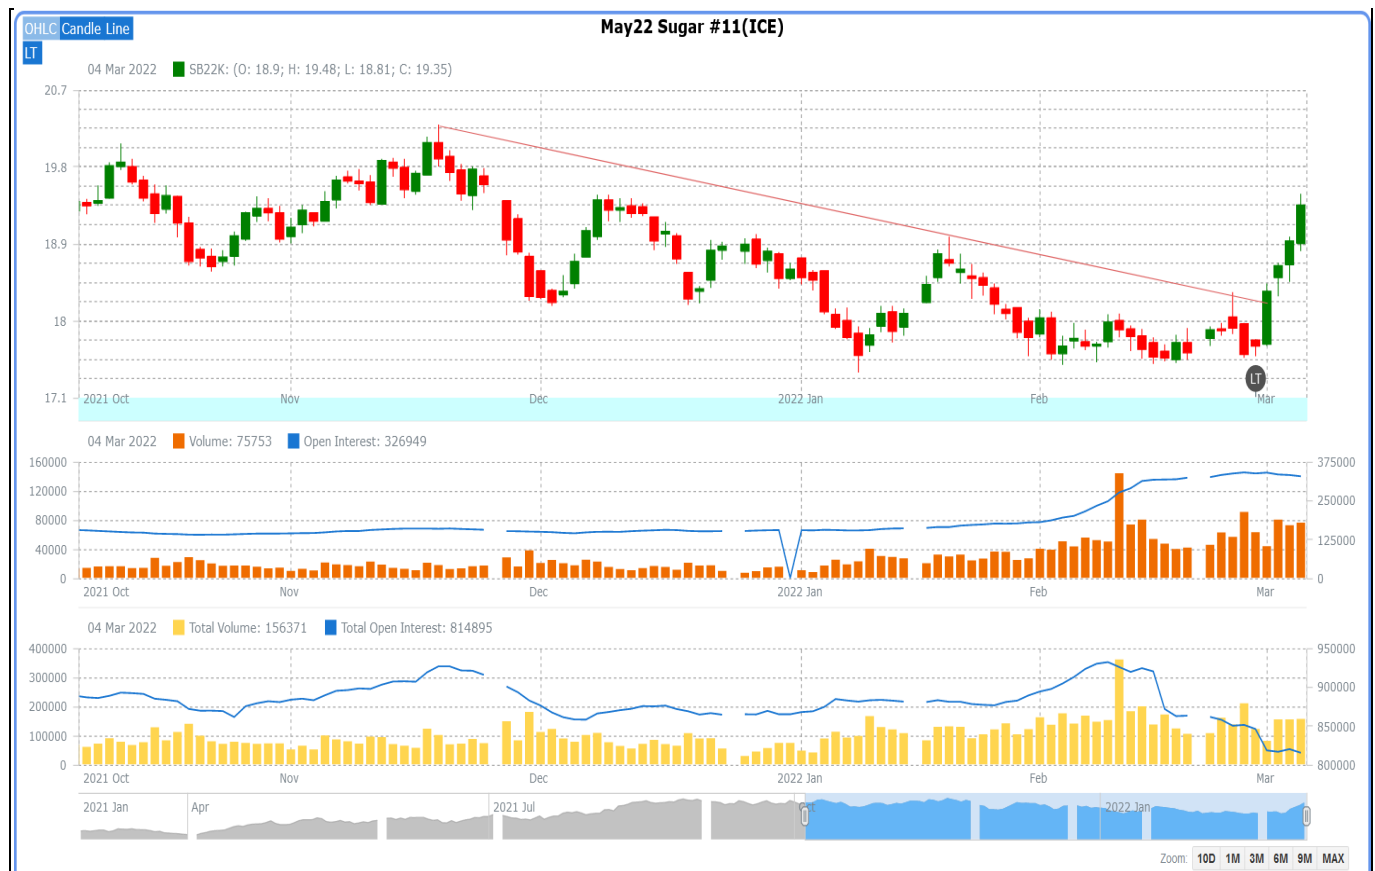 May22 Sugar #11(ICE)
OHLC Candle Line
LT
04 Mar 2022 SB22K: (O: 18.9; H: 19.48; L: 18.81; C: 19.35)
20.7
19.8
18.9
18
17.1
LT
2021 Oct Nov Dec 2022 Jan Feb Mar
04 Mar 2022 Volume: 75753 Open Interest: 326949
160000 375000
120000 250000
80000
40000 125000
0 0
2021 Oct Nov Dec 2022 Jan Feb Mar
04 Mar 2022 Total Volume: 156371 Total Open Interest: 814895
400000 950000
300000 900000
200000
100000 850000
0 800000
2021 Oct Nov Dec 2022 Jan Feb Mar
2021 Jan Apr 2021 Jul Oct 2022 Jan
Zoom: 10D 1M 3M 6M 9M MAX